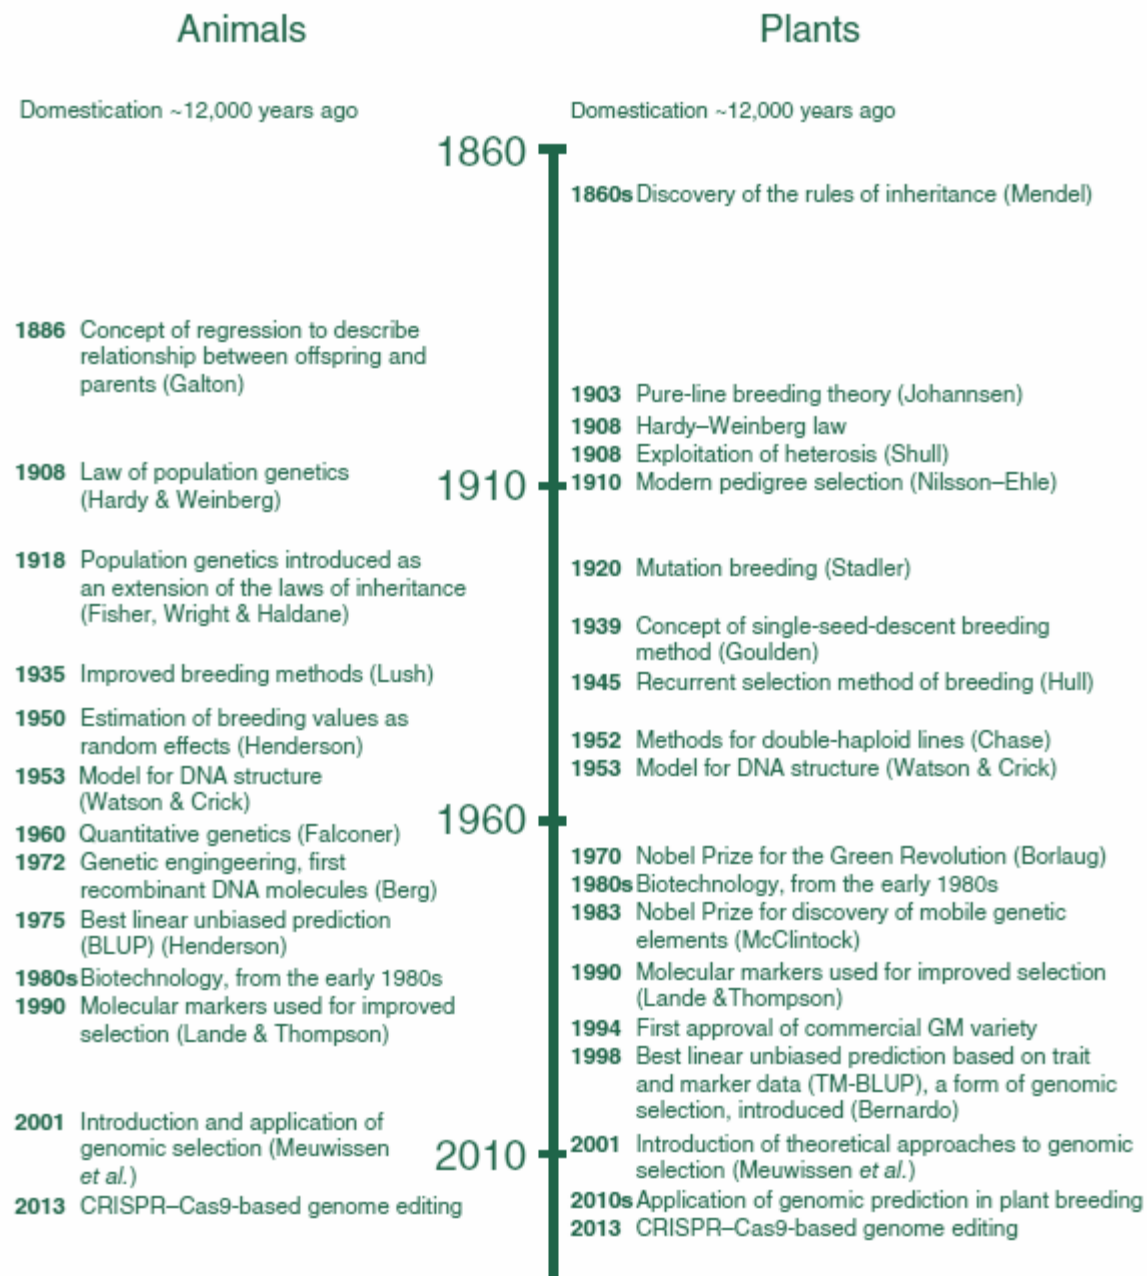 Animals
Domestication ~12,000 years ago
1886 Concept of regression to describe
relationship between offspring and
parents (Galton)
1908 Law of population genetics
(Hardy & Weinberg)
1918 Population genetics introduced as
an extension of the laws of inheritance
(Fisher, Wright & Haldane)
1935 Improved breeding methods (Lush)
1950 Estimation of breeding values as
random effects (Henderson)
1953 Model for DNA structure
(Watson & Crick)
1960 Quantitative genetics (Falconer)
1972 Genetic engingeering, first
recombinant DNA molecules (Berg)
1975 Best linear unbiased prediction
(BLUP) (Henderson)
1980s Biotechnology, from the early 1980s
1990 Molecular markers used for improved
selection (Lande & Thompson)
2001 Introduction and application of
genomic selection (Meuwissen
et al.)
2013 CRISPR–Cas9-based genome editing
1860
1910
1960
2010
Plants
Domestication ~12,000 years ago
1860s Discovery of the rules of inheritance (Mendel)
1903 Pure-line breeding theory (Johannsen)
1908 Hardy–Weinberg law
1908 Exploitation of heterosis (Shull)
1910 Modern pedigree selection (Nilsson–Ehle)
1920 Mutation breeding (Stadler)
1939 Concept of single-seed-descent breeding
method (Goulden)
1945 Recurrent selection method of breeding (Hull)
1952 Methods for double-haploid lines (Chase)
1953 Model for DNA structure (Watson & Crick)
1970 Nobel Prize for the Green Revolution (Borlaug)
1980s Biotechnology, from the early 1980s
1983 Nobel Prize for discovery of mobile genetic
elements (McClintock)
1990 Molecular markers used for improved selection
(Lande &Thompson)
1994 First approval of commercial GM variety
1998 Best linear unbiased prediction based on trait
and marker data (TM-BLUP), a form of genomic
selection, introduced (Bernardo)
2001 Introduction of theoretical approaches to genomic
selection (Meuwissen et al.)
2010s Application of genomic prediction in plant breeding
2013 CRISPR–Cas9-based genome editing